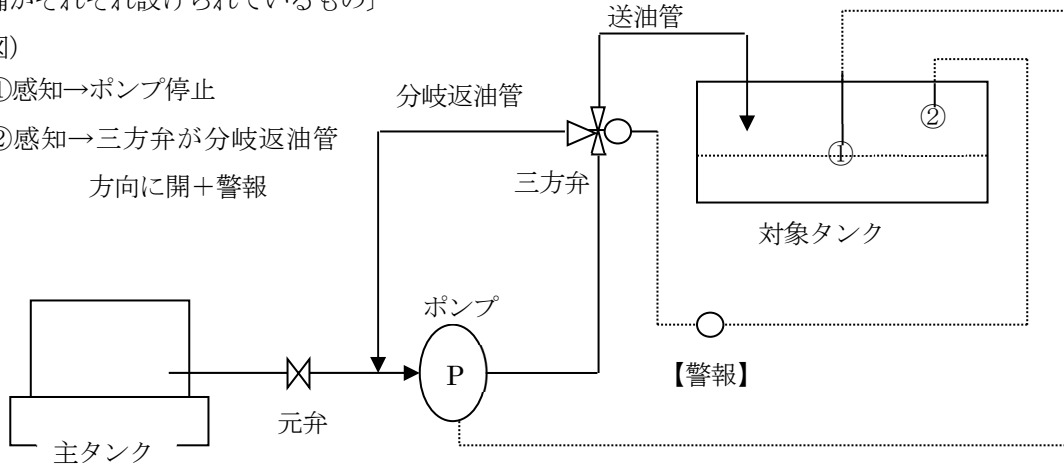 備がそれぞれ設けられているもの〕
図)
①感知→ポンプ停止
②感知→三方弁が分岐返油管
方向に開+警報
送油管
分岐返油管
三方弁
①
②
対象タンク
ポンプ
P
【警報】
元弁
主タンク